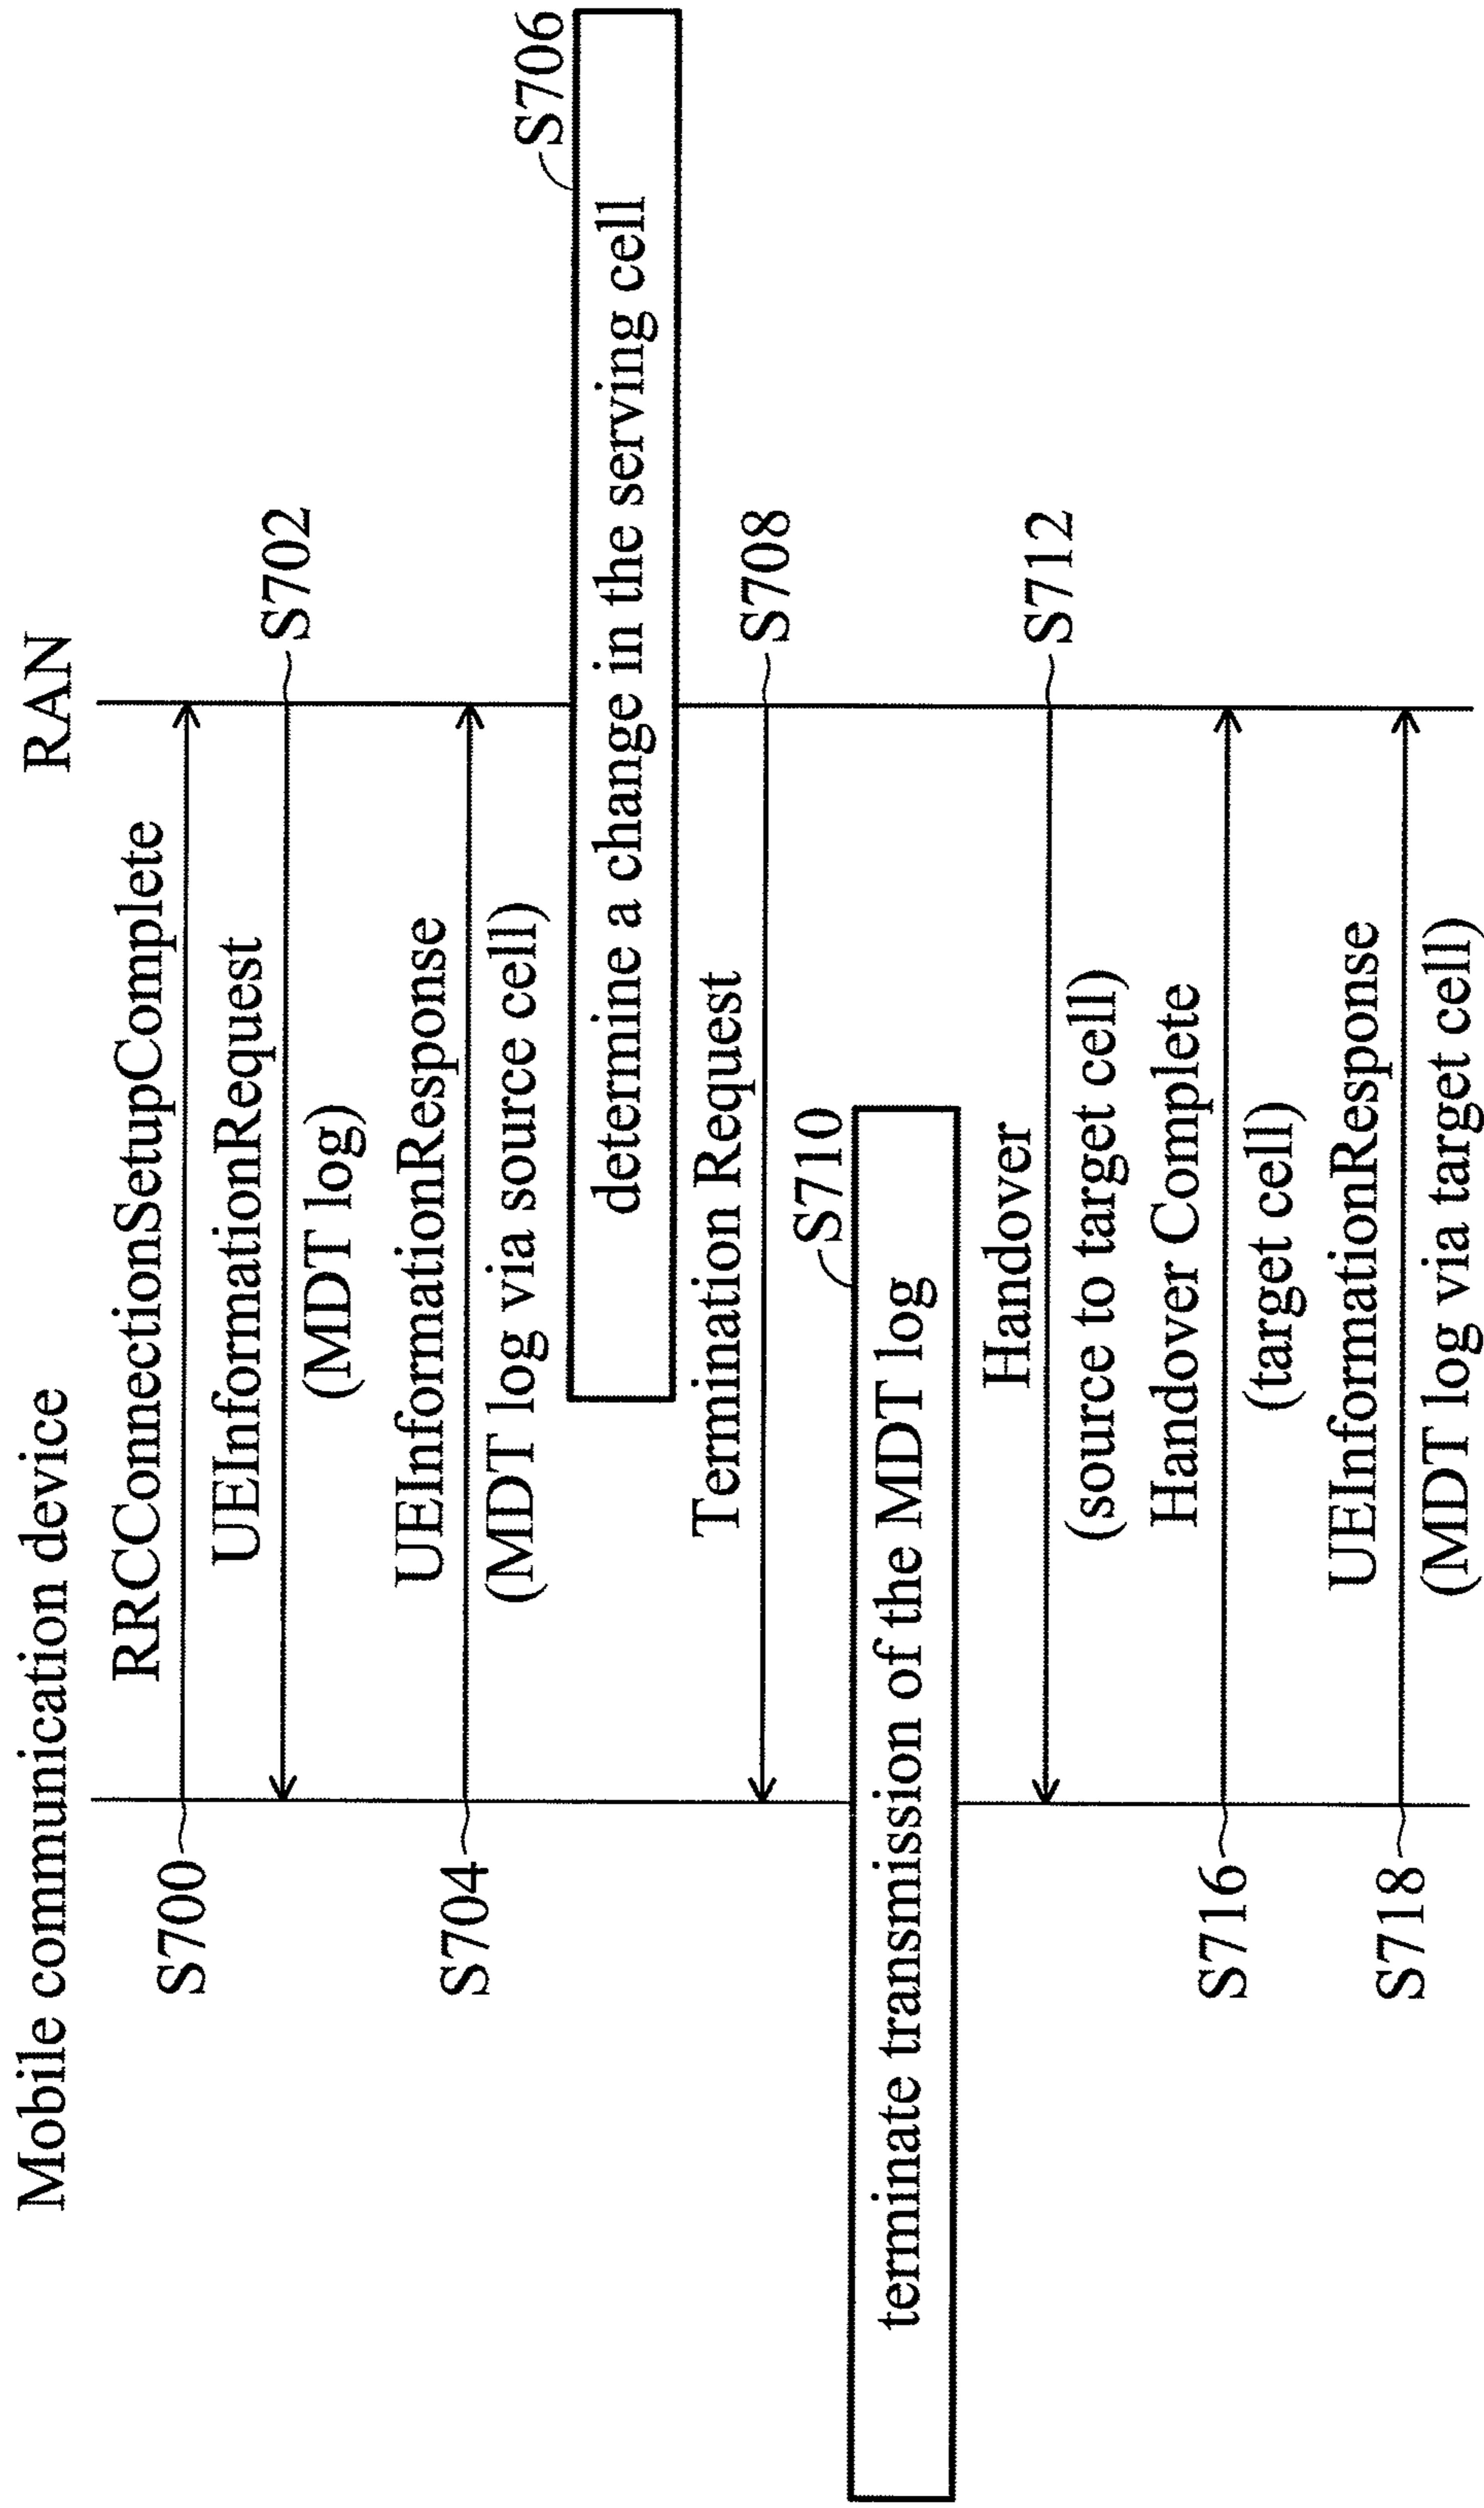 Mobile communication device
RAN
RRCConnectionSetupComplete
S700
UEInformationRequest
S702
(MDT log)
UEInformationResponse
S704
(MDT log via source cell)
S706
determine a change in the serving cell
Termination Request
S708
S710
terminate transmission of the MDT log
Handover
S712
(source to target cell)
Handover Complete
S716
(target cell)
UEInformationResponse
S718
(MDT log via target cell)